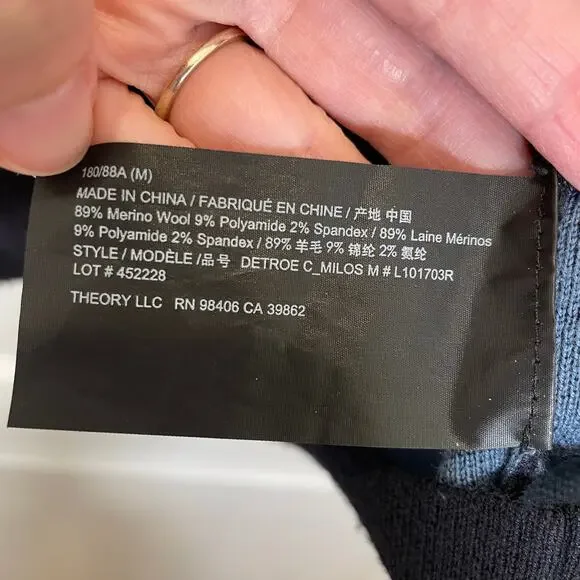 180/88A (M)
MADE IN CHINA / FABRIQUÉ EN CHINE / 产地 中国
89% Merino Wool 9% Polyamide 2% Spandex / 89% Laine Mérinos
9% Polyamide 2% Spandex / 89% 羊毛 9% 锦纶 2% 氨纶
STYLE / MODÈLE / 品号 DETROE C_MILOS M # L101703R
LOT # 452228
THEORY LLC RN 98406 CA 39862